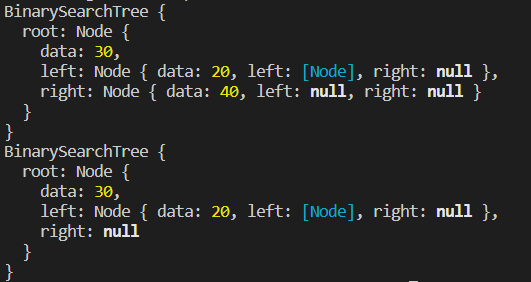 BinarySearchTree {
  root: Node {
    data: 30,
    left: Node { data: 20, left: [Node], right: null },
    right: Node { data: 40, left: null, right: null }
  }
}
BinarySearchTree {
  root: Node {
    data: 30,
    left: Node { data: 20, left: [Node], right: null },
    right: null
  }
}